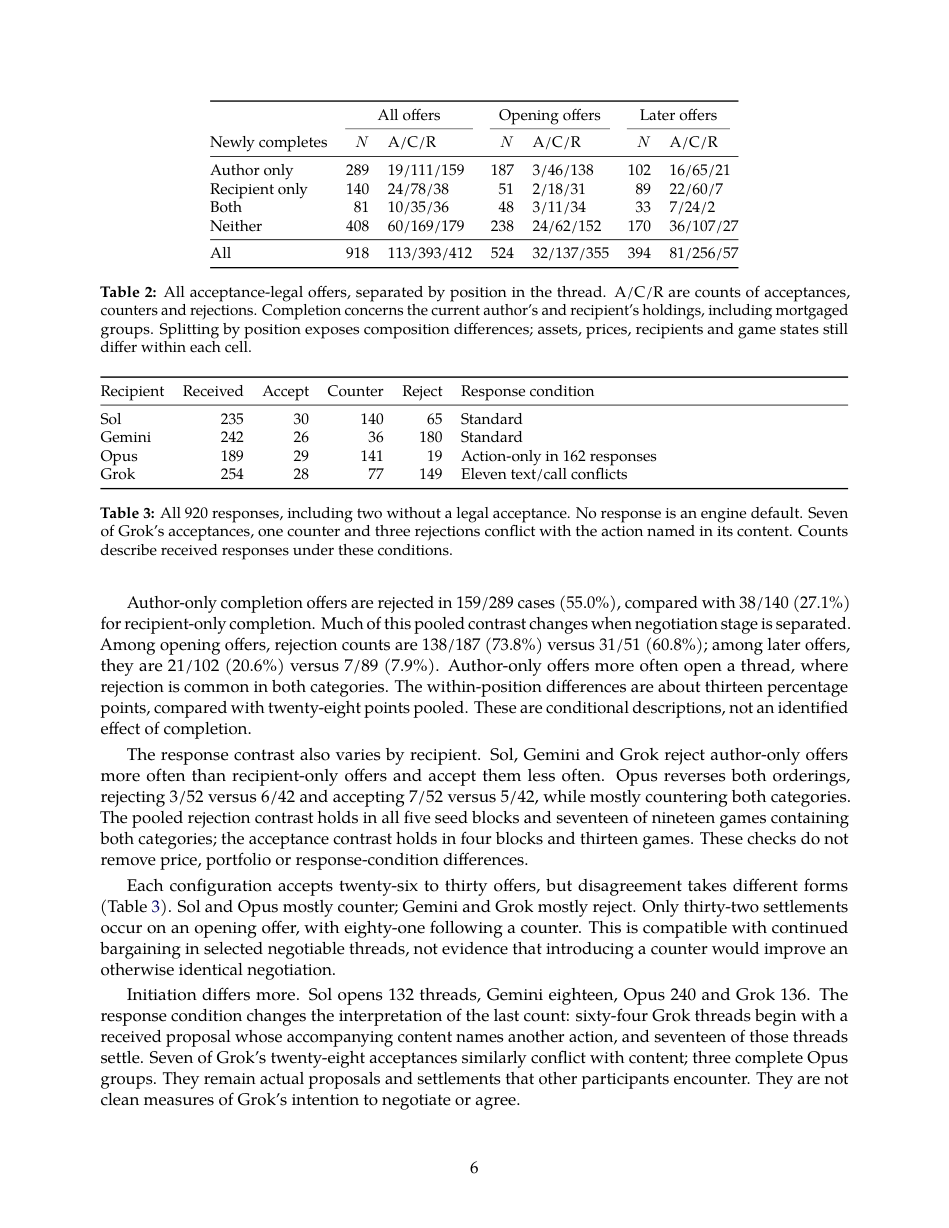 All offers Opening offers Later offers
Newly completes N A/C/R N A/C/R N A/C/R
Author only 289 19/111/159 187 3/46/138 102 16/65/21
Recipient only 140 24/78/38 51 2/18/31 89 22/60/7
Both 81 10/35/36 48 3/11/34 33 7/24/2
Neither 408 60/169/179 238 24/62/152 170 36/107/27
All 918 113/393/412 524 32/137/355 394 81/256/57
Table 2: All acceptance-legal offers, separated by position in the thread. A/C/R are counts of acceptances,
counters and rejections. Completion concerns the current author's and recipient's holdings, including mortgaged
groups. Splitting by position exposes composition differences; assets, prices, recipients and game states still
differ within each cell.
Recipient Received Accept Counter Reject Response condition
Sol 235 30 140 65 Standard
Gemini 242 26 36 180 Standard
Opus 189 29 141 19 Action-only in 162 responses
Grok 254 28 77 149 Eleven text/call conflicts
Table 3: All 920 responses, including two without a legal acceptance. No response is an engine default. Seven
of Grok's acceptances, one counter and three rejections conflict with the action named in its content. Counts
describe received responses under these conditions.
Author-only completion offers are rejected in 159/289 cases (55.0%), compared with 38/140 (27.1%)
for recipient-only completion. Much of this pooled contrast changes when negotiation stage is separated.
Among opening offers, rejection counts are 138/187 (73.8%) versus 31/51 (60.8%); among later offers,
they are 21/102 (20.6%) versus 7/89 (7.9%). Author-only offers more often open a thread, where
rejection is common in both categories. The within-position differences are about thirteen percentage
points, compared with twenty-eight points pooled. These are conditional descriptions, not an identified
effect of completion.
The response contrast also varies by recipient. Sol, Gemini and Grok reject author-only offers
more often than recipient-only offers and accept them less often. Opus reverses both orderings,
rejecting 3/52 versus 6/42 and accepting 7/52 versus 5/42, while mostly countering both categories.
The pooled rejection contrast holds in all five seed blocks and seventeen of nineteen games containing
both categories; the acceptance contrast holds in four blocks and thirteen games. These checks do not
remove price, portfolio or response-condition differences.
Each configuration accepts twenty-six to thirty offers, but disagreement takes different forms
(Table 3). Sol and Opus mostly counter; Gemini and Grok mostly reject. Only thirty-two settlements
occur on an opening offer, with eighty-one following a counter. This is compatible with continued
bargaining in selected negotiable threads, not evidence that introducing a counter would improve an
otherwise identical negotiation.
Initiation differs more. Sol opens 132 threads, Gemini eighteen, Opus 240 and Grok 136. The
response condition changes the interpretation of the last count: sixty-four Grok threads begin with a
received proposal whose accompanying content names another action, and seventeen of those threads
settle. Seven of Grok's twenty-eight acceptances similarly conflict with content; three complete Opus
groups. They remain actual proposals and settlements that other participants encounter. They are not
clean measures of Grok's intention to negotiate or agree.
6